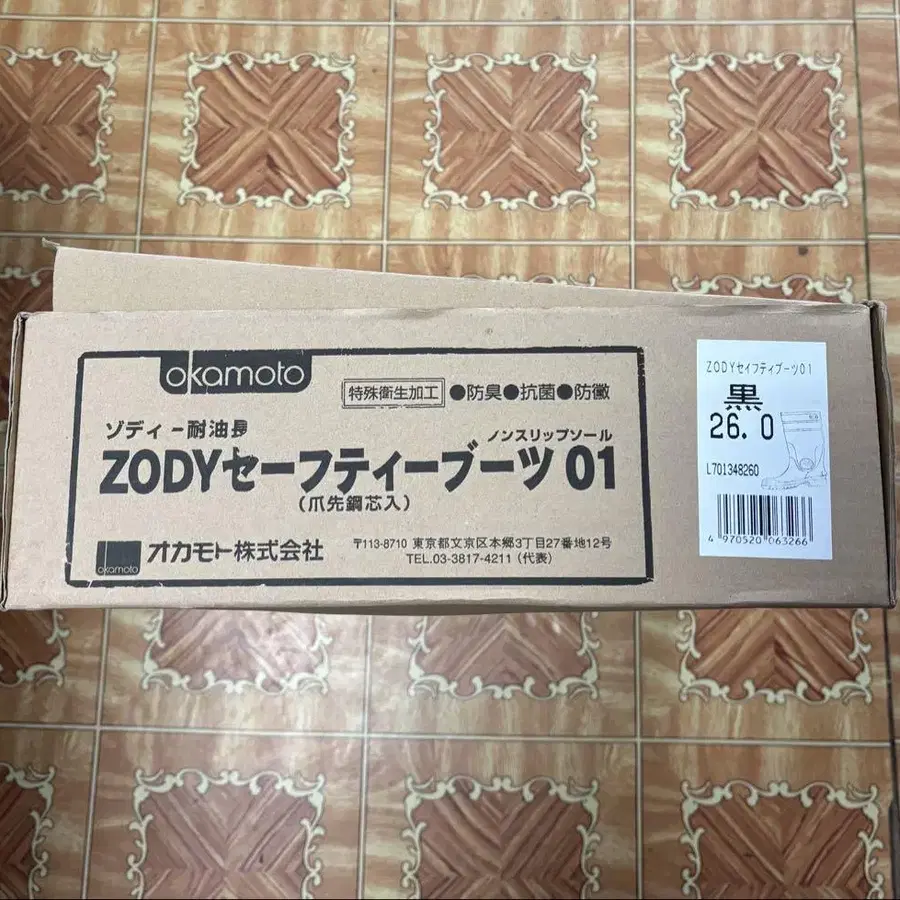 okamoto
特殊衛生加工 ●防臭●抗菌●防黴
ゾディー耐油長
ノンスリップソール
ZODYセーフティーブーツ 01
(爪先鋼芯入)
okamoto
オカモト株式会社
〒113-8710 東京都文京区本郷3丁目27番地12号
TEL.03-3817-4211 (代表)
ZODYセイフティブーツ01
黒
26.0
L701348260
4 970520 063266